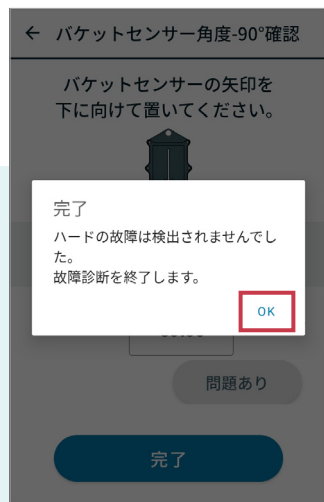 ← バケットセンサー角度-90°確認
バケットセンサーの矢印を
下に向けて置いてください。
完了
ハードの故障は検出されませんでし
た。
故障診断を終了します。
OK
問題あり
完了